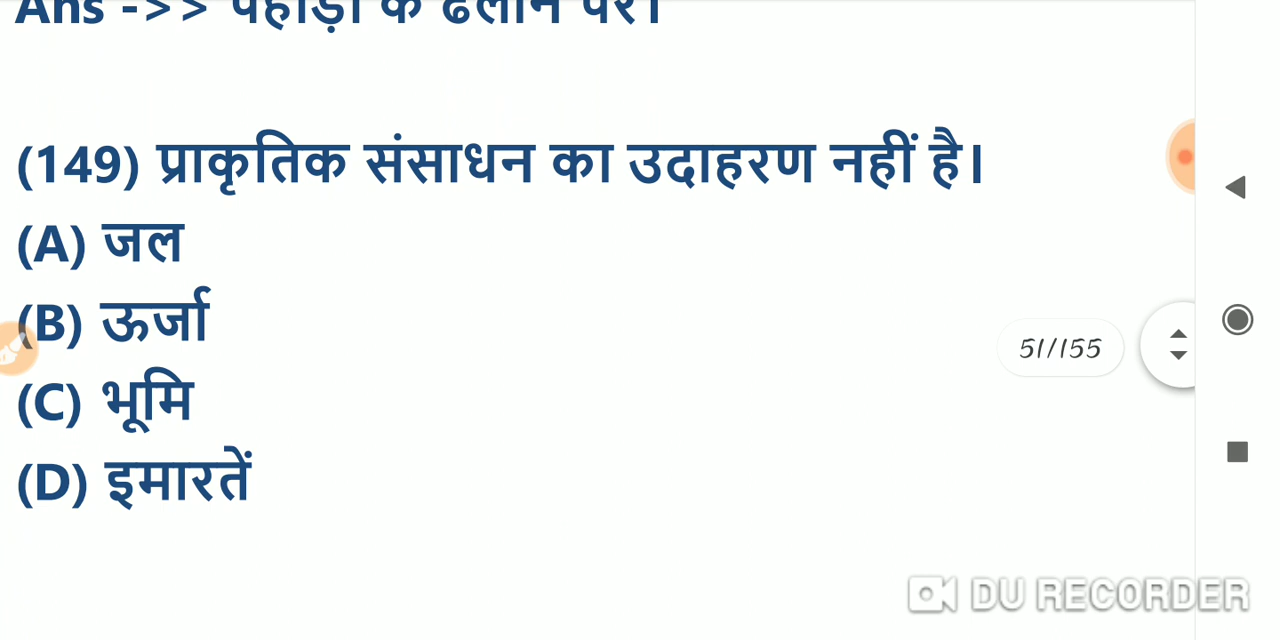 Ans ->> पहाड़ी के ढलान पर।
(149) प्राकृतिक संसाधन का उदाहरण नहीं है।
(A) जल
(B) ऊर्जा
(C) भूमि
(D) इमारतें
51/155
DU RECORDER